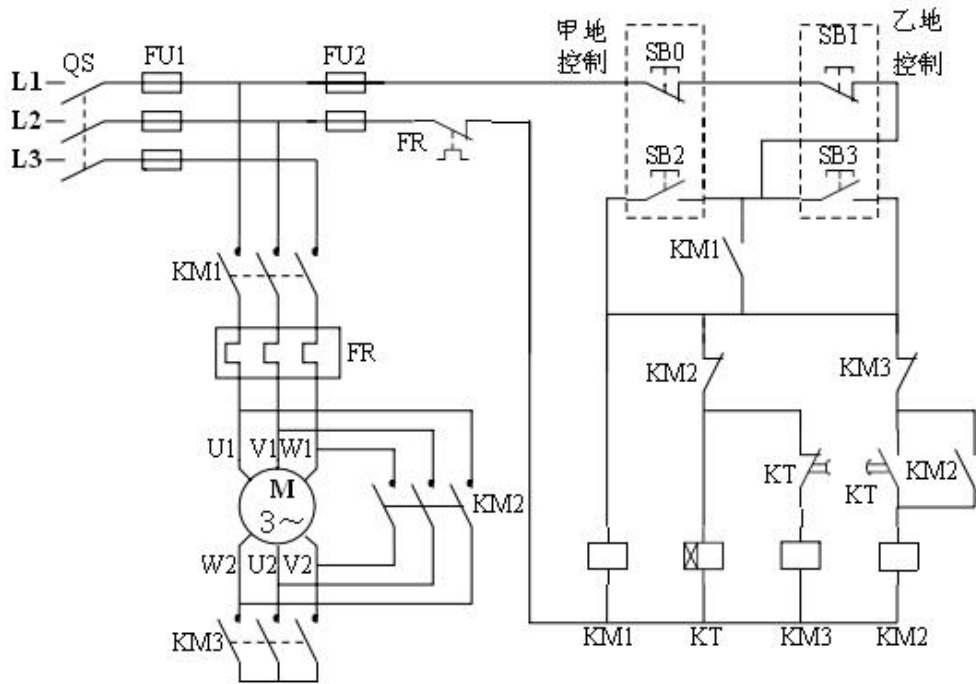 甲地
控制
乙地
控制
QS
FU1
FU2
SB0
SB1
L1
L2
L3
FR
SB2
SB3
KM1
KM1
FR
KM2
KM3
U1
V1
W1
M
3～
KM2
KT
KT
KM2
W2
U2
V2
KM3
KM1
KT
KM3
KM2